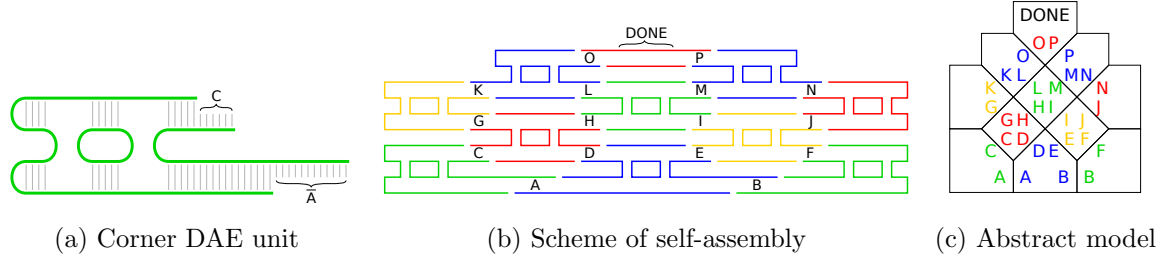 C
A̅
(a) Corner DAE unit
DONE
O P
K L M N
G H I J
C D E F
A B
(b) Scheme of self-assembly
DONE
O P
O P
K L M N
K L M N
G H I J
G H I J
C D E F
C D E F
A A B B
(c) Abstract model